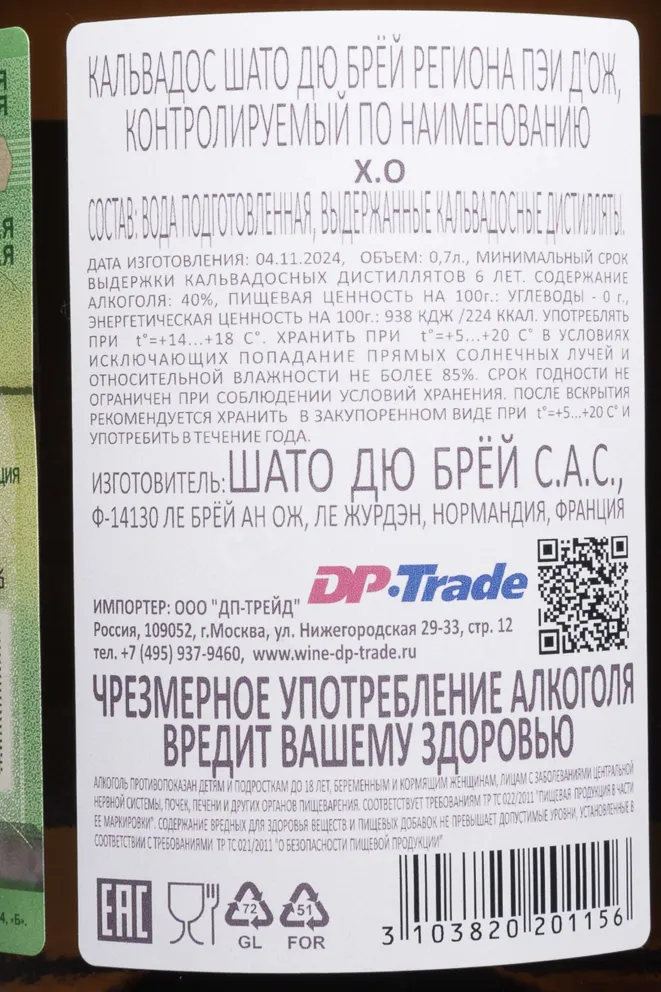 КАЛЬВАДОС ШАТО ДЮ БРЁЙ РЕГИОНА ПЭИ Д'ОЖ,
КОНТРОЛИРУЕМЫЙ ПО НАИМЕНОВАНИЮ
X.O
СОСТАВ: ВОДА ПОДГОТОВЛЕННАЯ, ВЫДЕРЖАННЫЕ КАЛЬВАДОСНЫЕ ДИСТИЛЛЯТЫ.
ДАТА ИЗГОТОВЛЕНИЯ: 04.11.2024, ОБЪЕМ: 0,7л., МИНИМАЛЬНЫЙ СРОК
ВЫДЕРЖКИ КАЛЬВАДОСНЫХ ДИСТИЛЛЯТОВ 6 ЛЕТ. СОДЕРЖАНИЕ
АЛКОГОЛЯ: 40%, ПИЩЕВАЯ ЦЕННОСТЬ НА 100г.: УГЛЕВОДЫ - 0 г.,
ЭНЕРГЕТИЧЕСКАЯ ЦЕННОСТЬ НА 100г.: 938 КДЖ /224 ККАЛ. УПОТРЕБЛЯТЬ
ПРИ t°=+14...+18 С°. ХРАНИТЬ ПРИ t°=+5...+20 С° В УСЛОВИЯХ
ИСКЛЮЧАЮЩИХ ПОПАДАНИЕ ПРЯМЫХ СОЛНЕЧНЫХ ЛУЧЕЙ И
ОТНОСИТЕЛЬНОЙ ВЛАЖНОСТИ НЕ БОЛЕЕ 85%. СРОК ГОДНОСТИ НЕ
ОГРАНИЧЕН ПРИ СОБЛЮДЕНИИ УСЛОВИЙ ХРАНЕНИЯ. ПОСЛЕ ВСКРЫТИЯ
РЕКОМЕНДУЕТСЯ ХРАНИТЬ В ЗАКУПОРЕННОМ ВИДЕ ПРИ t°=+5...+20 С° И
УПОТРЕБИТЬ В ТЕЧЕНИЕ ГОДА.
ИЗГОТОВИТЕЛЬ: ШАТО ДЮ БРЁЙ С.А.С.,
Ф-14130 ЛЕ БРЁЙ АН ОЖ, ЛЕ ЖУРДЭН, НОРМАНДИЯ, ФРАНЦИЯ
DP·Trade
ИМПОРТЕР: ООО "ДП-ТРЕЙД"
Россия, 109052, г.Москва, ул. Нижегородская 29-33, стр. 12
тел. +7 (495) 937-9460, www.wine-dp-trade.ru
ЧРЕЗМЕРНОЕ УПОТРЕБЛЕНИЕ АЛКОГОЛЯ
ВРЕДИТ ВАШЕМУ ЗДОРОВЬЮ
АЛКОГОЛЬ ПРОТИВОПОКАЗАН ДЕТЯМ И ПОДРОСТКАМ ДО 18 ЛЕТ, БЕРЕМЕННЫМ И КОРМЯЩИМ ЖЕНЩИНАМ, ЛИЦАМ С ЗАБОЛЕВАНИЯМИ ЦЕНТРАЛЬНОЙ
НЕРВНОЙ СИСТЕМЫ, ПОЧЕК, ПЕЧЕНИ И ДРУГИХ ОРГАНОВ ПИЩЕВАРЕНИЯ. СООТВЕТСТВУЕТ ТРЕБОВАНИЯМ ТР ТС 022/2011 "ПИЩЕВАЯ ПРОДУКЦИЯ В ЧАСТИ
ЕЕ МАРКИРОВКИ". СОДЕРЖАНИЕ ВРЕДНЫХ ДЛЯ ЗДОРОВЬЯ ВЕЩЕСТВ И ПИЩЕВЫХ ДОБАВОК НЕ ПРЕВЫШАЕТ ДОПУСТИМЫЕ УРОВНИ, УСТАНОВЛЕННЫЕ В
СООТВЕТСТВИИ С ТРЕБОВАНИЯМИ ТР ТС 021/2011 "О БЕЗОПАСНОСТИ ПИЩЕВОЙ ПРОДУКЦИИ"
EAC
72 51
GL FOR
3 103820 201156